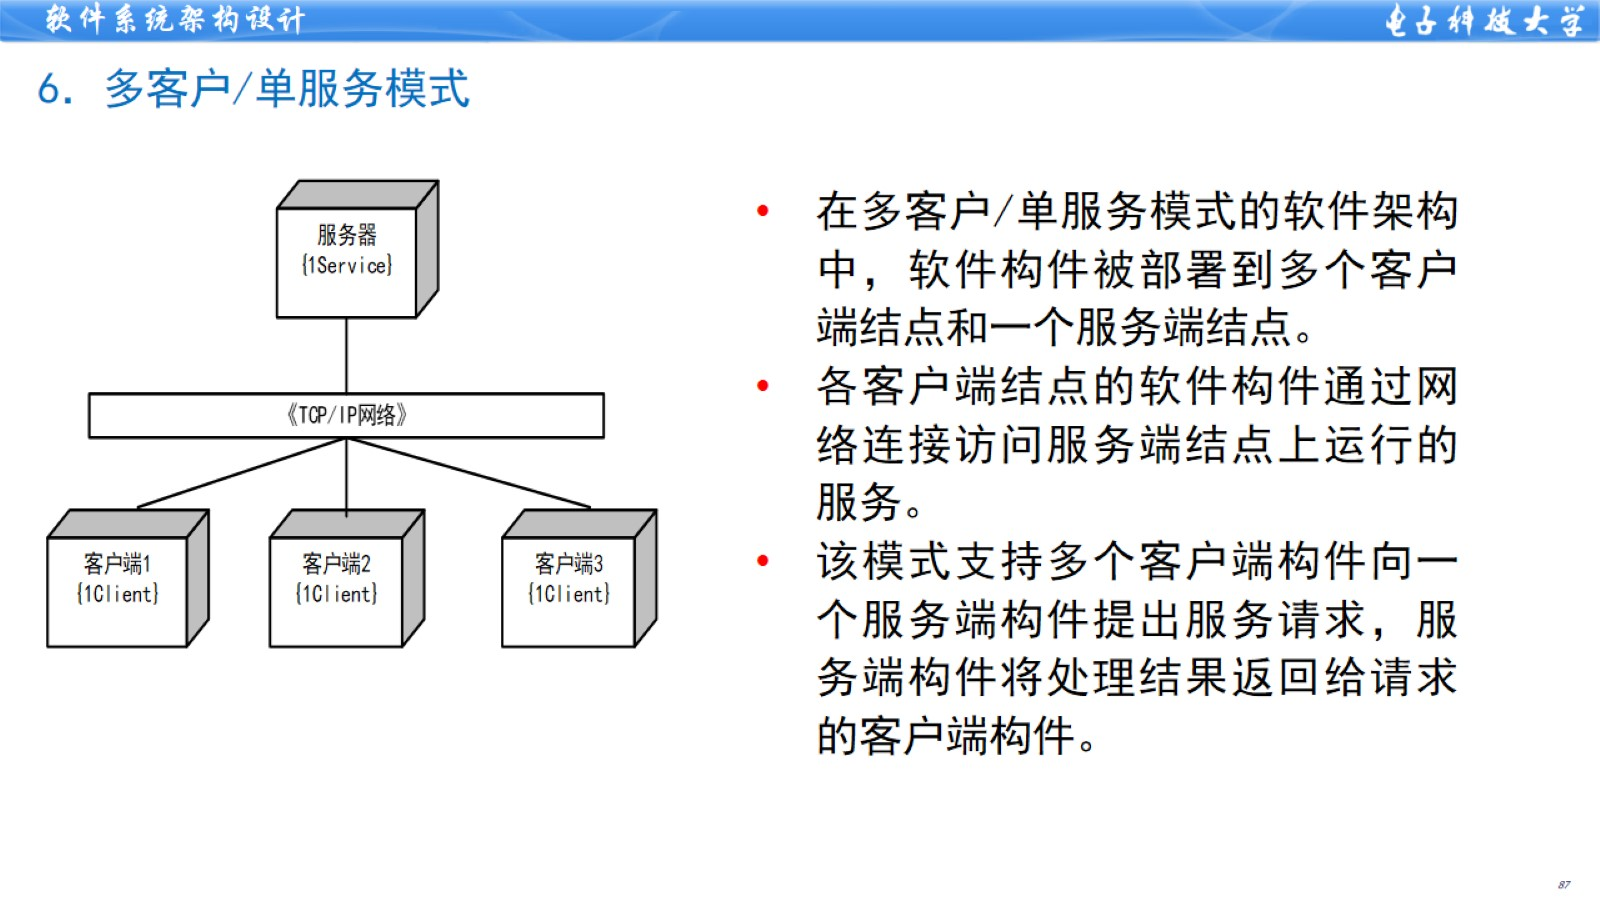 软件系统架构设计
电子科技大学
6. 多客户/单服务模式
服务器
{1Service}
《TCP/IP网络》
客户端1
{1Client}
客户端2
{1Client}
客户端3
{1Client}
• 在多客户/单服务模式的软件架构
中，软件构件被部署到多个客户
端结点和一个服务端结点。
• 各客户端结点的软件构件通过网
络连接访问服务端结点上运行的
服务。
• 该模式支持多个客户端构件向一
个服务端构件提出服务请求，服
务端构件将处理结果返回给请求
的客户端构件。
87